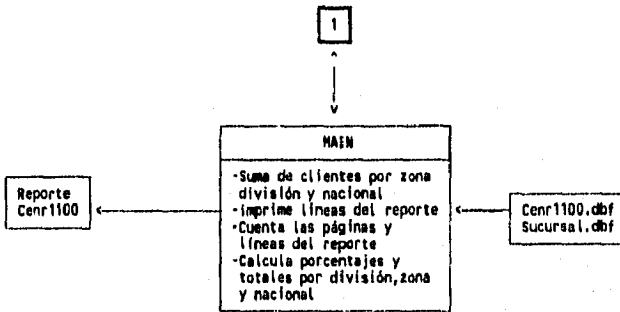 1
MAIN
-Suma de clientes por zona
división y nacional
-imprime líneas del reporte
-Cuenta las páginas y
líneas del reporte
-Calcula porcentajes y
totales por división,zona
y nacional
Reporte
Cenr1100
Cenr1100.dbf
Sucursal.dbf